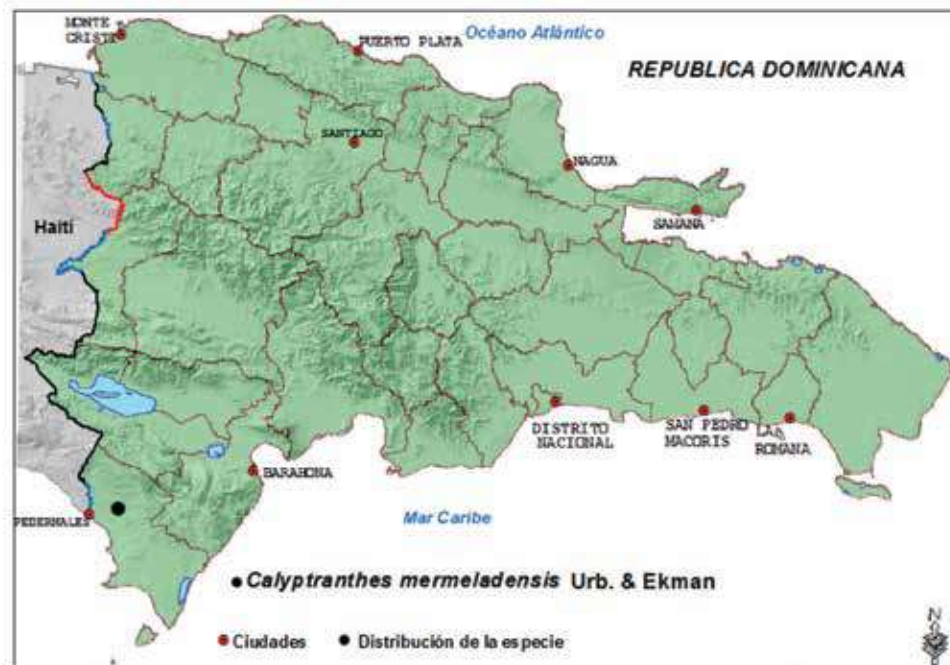 MONTE
CRISTI
PUERTO PLATA
Océano Atlántico
REPUBLICA DOMINICANA
SANTIAGO
NAGUA
SAMANA
Haití
DISTRITO
NACIONAL
SAN PEDRO
MACORIS
LA
ROMANA
BARAHONA
PEDERNALES
Mar Caribe
Calyptranthes mermeladensis Urb. & Ekman
Ciudades
Distribución de la especie
N